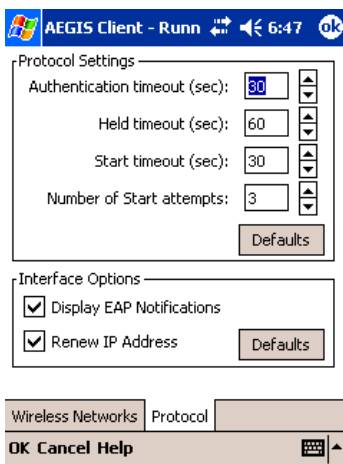 AEGIS Client - Runn 6:47 ok
Protocol Settings
Authentication timeout (sec): 30
Held timeout (sec): 60
Start timeout (sec): 30
Number of Start attempts: 3
Defaults
Interface Options
Display EAP Notifications
Renew IP Address Defaults
Wireless Networks Protocol
OK Cancel Help